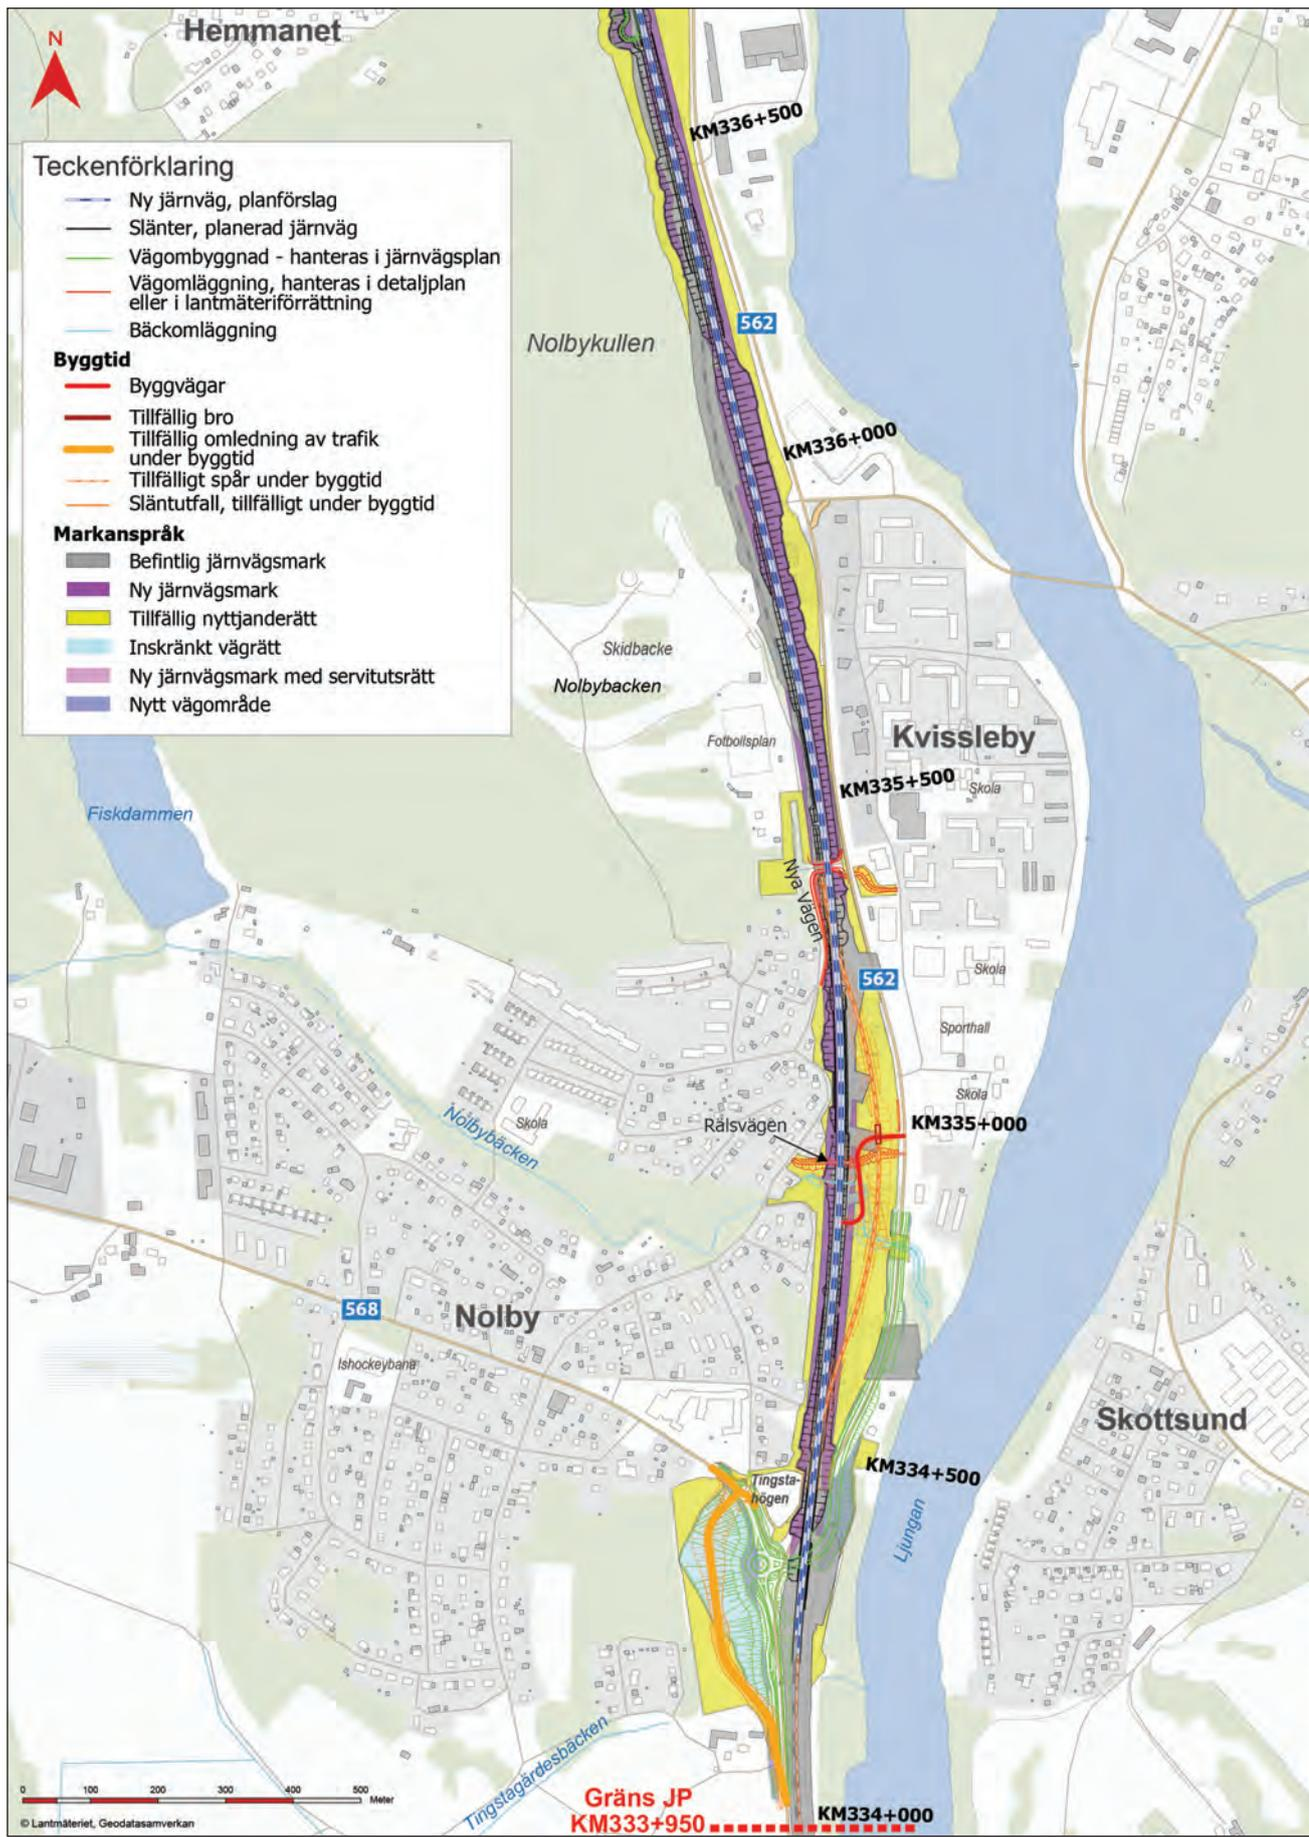 Hemmanet
N
KM336+500
Teckenförklaring
Ny järnväg, planförslag
Slänter, planerad järnväg
Vägombyggnad - hanteras i järnvägsplan
Vägomläggning, hanteras i detaljplan
eller i lantmäteriförrättning
Bäckomläggning
Byggtid
Byggvägar
Tillfällig bro
Tillfällig omledning av trafik
under byggtid
Tillfälligt spår under byggtid
Släntutfall, tillfälligt under byggtid
Markanspråk
Befintlig järnvägsmark
Ny järnvägsmark
Tillfällig nyttjanderätt
Inskränkt vägrätt
Ny järnvägsmark med servitutsrätt
Nytt vägområde
562
Nolbykullen
KM336+000
Skidbacke
Nolbybacken
Fotbollsplan
Kvissleby
KM335+500
Skola
Fiskdammen
Nya Vägen
Skola
562
Sporthall
Skola
KM335+000
Rälsvägen
Skola
Nolbybäcken
568
Nolby
Ishockeybana
Skottsund
KM334+500
Tingsta-
högen
Ljungan
Tingstagärdesbäcken
0 100 200 300 400 500
Meter
© Lantmäteriet, Geodatasamverkan
Gräns JP
KM333+950
KM334+000